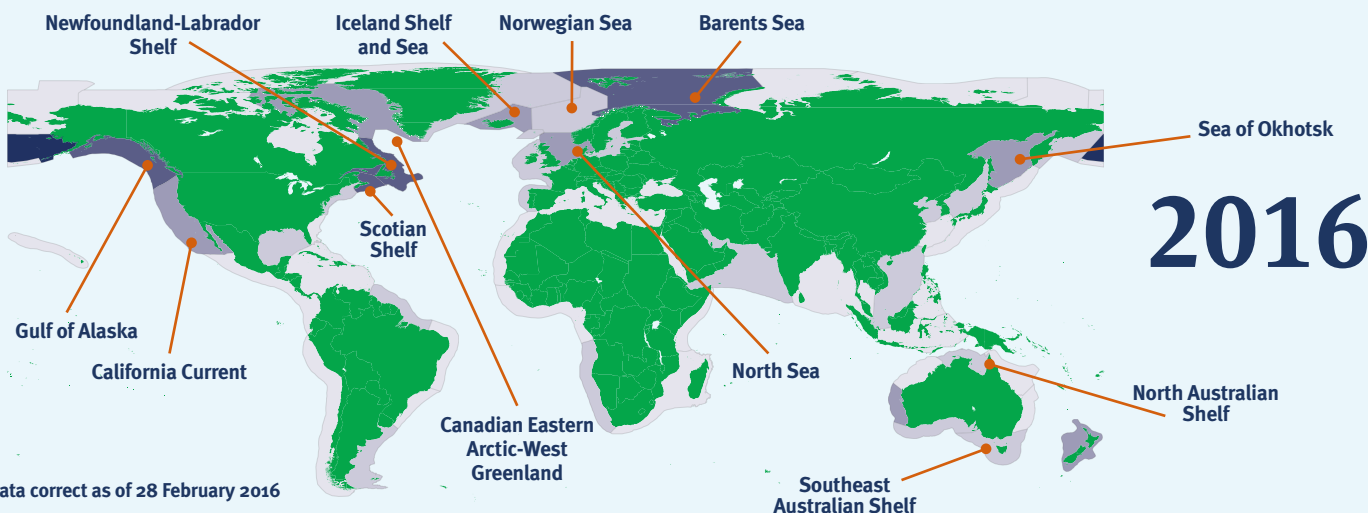 Newfoundland-Labrador
Shelf
Iceland Shelf
and Sea
Norwegian Sea
Barents Sea
Sea of Okhotsk
2016
Scotian
Shelf
Gulf of Alaska
California Current
North Sea
North Australian
Shelf
Canadian Eastern
Arctic-West
Greenland
Southeast
Australian Shelf
ata correct as of 28 February 2016